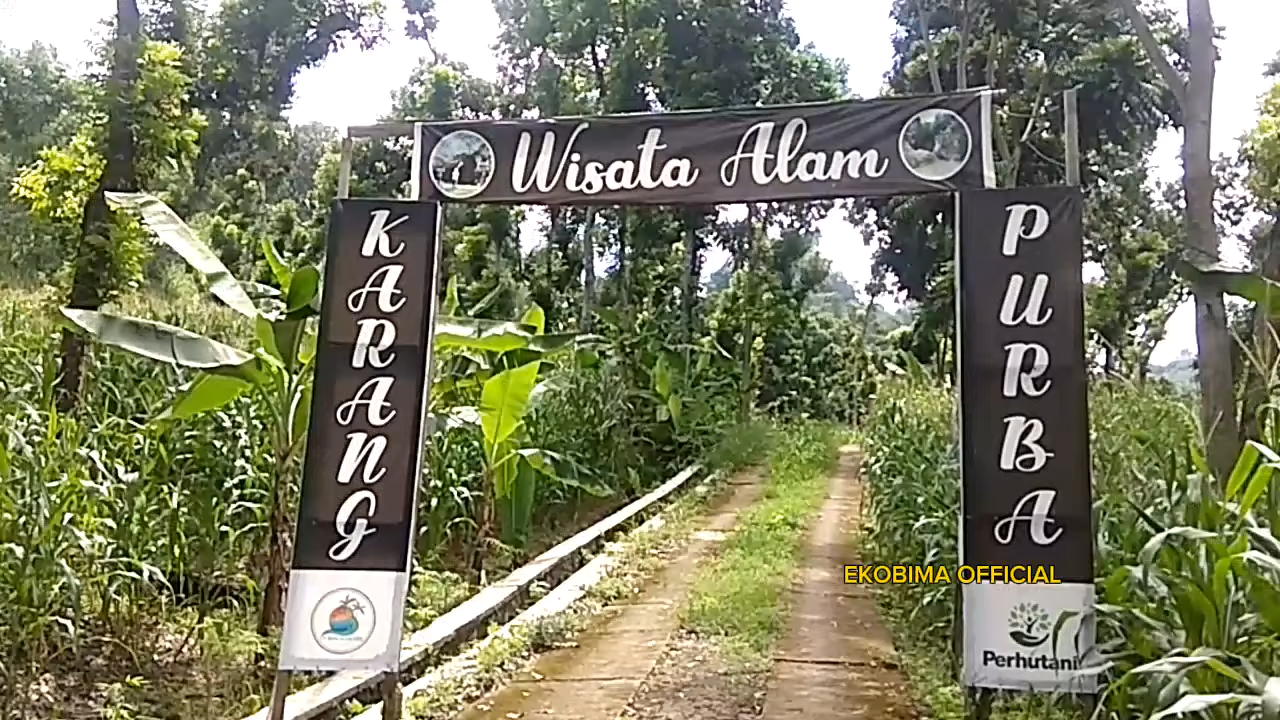 Wisata Alam
KARANG
PURBA
EKOBIMA OFFICIAL
Perhutani